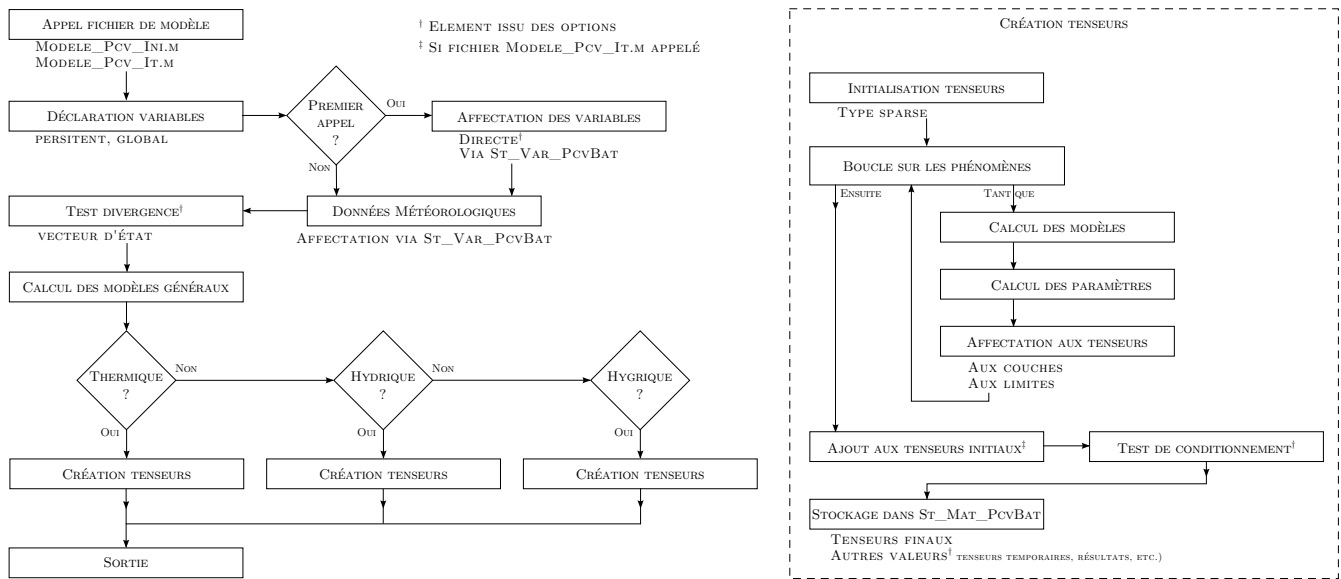 Appel fichier de modèle
Modele_Pcv_Ini.m
Modele_Pcv_It.m
† Element issu des options
‡ Si fichier Modele_Pcv_It.m appelé
Déclaration variables
persitent, global
Premier
appel
?
Oui
Non
Affectation des variables
Directe†
Via St_Var_PcvBat
Test divergence†
vecteur d'état
Données Météorologiques
Affectation via St_Var_PcvBat
Calcul des modèles généraux
Thermique
?
Non
Oui
Hydrique
?
Non
Oui
Hygrique
?
Oui
Création tenseurs
Création tenseurs
Création tenseurs
Sortie
Création tenseurs
Initialisation tenseurs
Type sparse
Boucle sur les phénomènes
Ensuite
Tant que
Calcul des modèles
Calcul des paramètres
Affectation aux tenseurs
Aux couches
Aux limites
Ajout aux tenseurs initiaux‡
Test de conditionnement†
Stockage dans St_Mat_PcvBat
Tenseurs finaux
Autres valeurs† tenseurs temporaires, résultats, etc.)